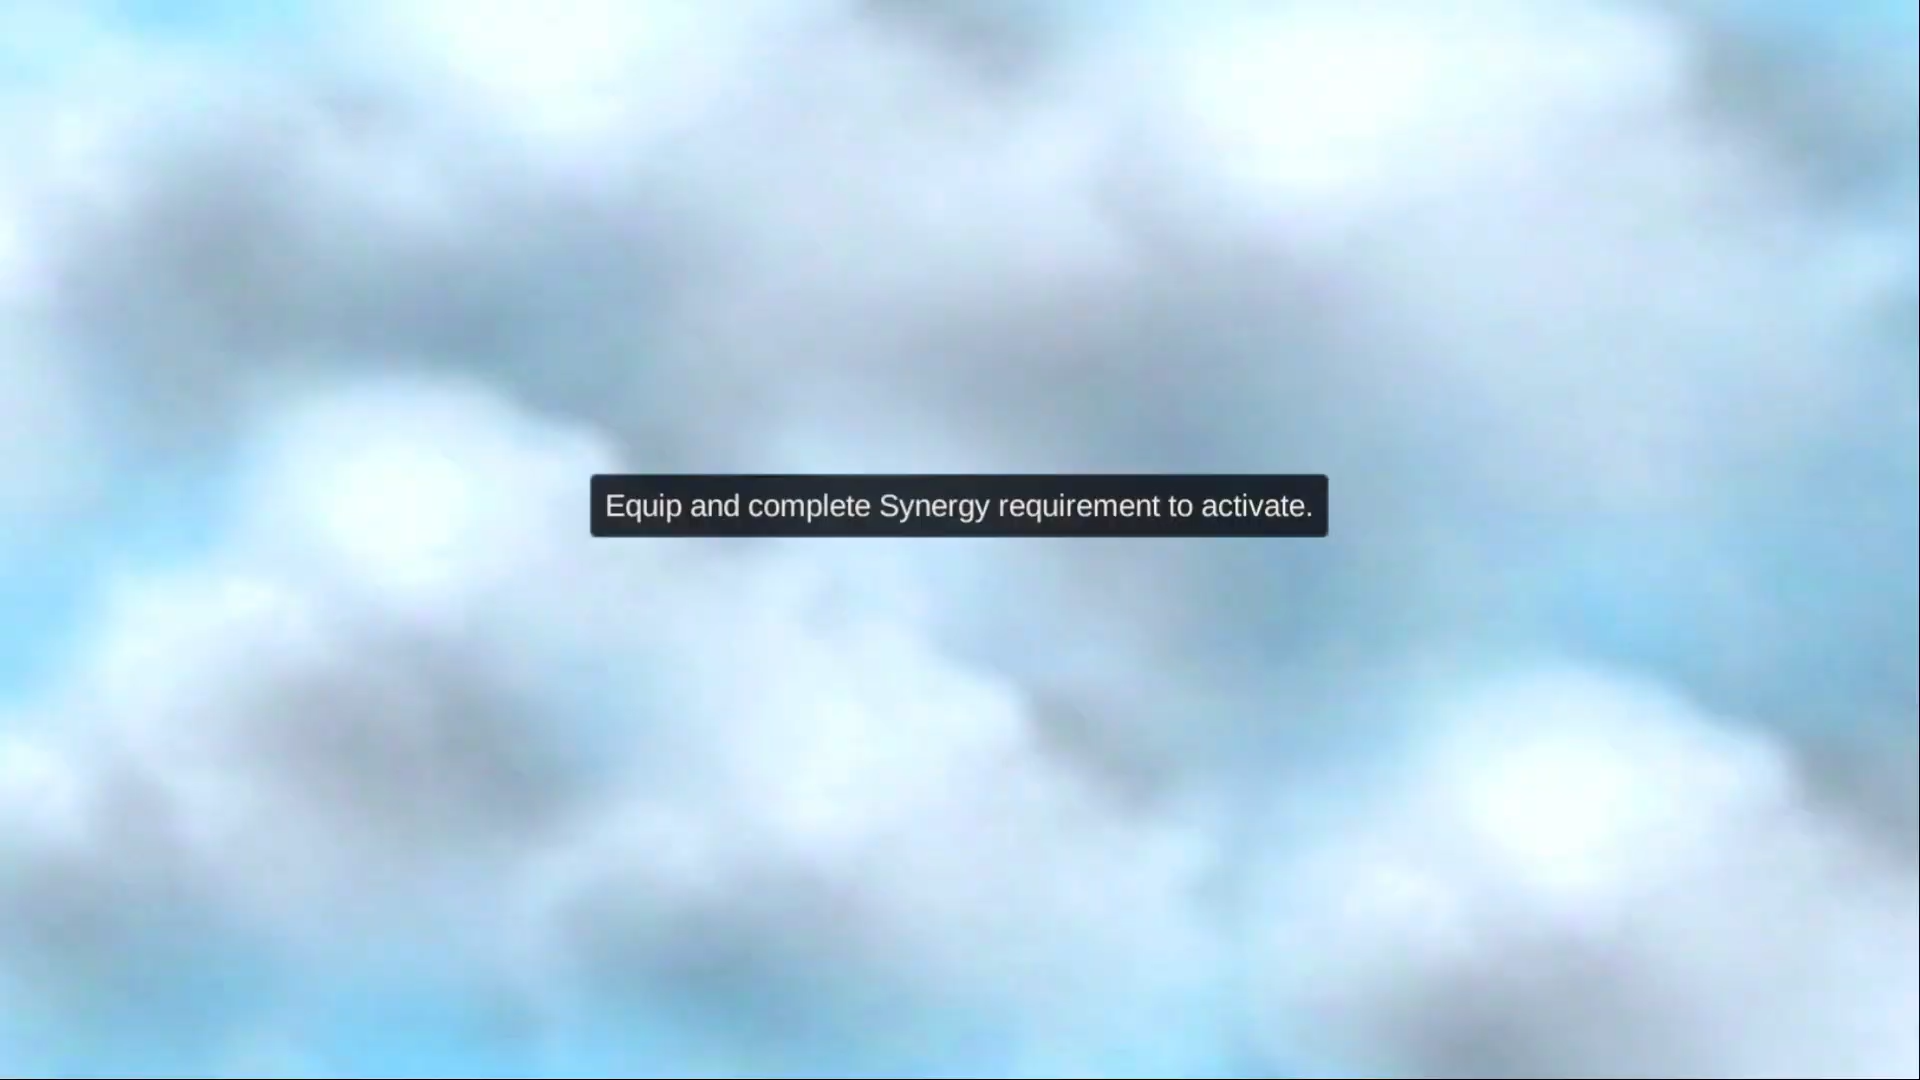 Equip and complete Synergy requirement to activate.